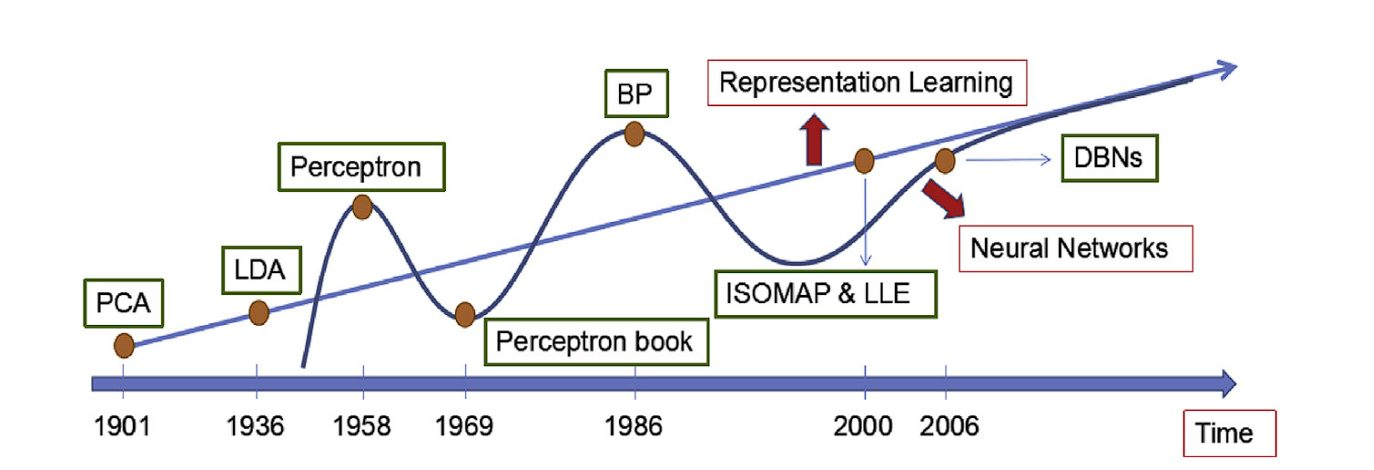 Representation Learning
BP
Perceptron
DBNs
LDA
Neural Networks
PCA
ISOMAP & LLE
Perceptron book
1901
1936
1958
1969
1986
2000
2006
Time